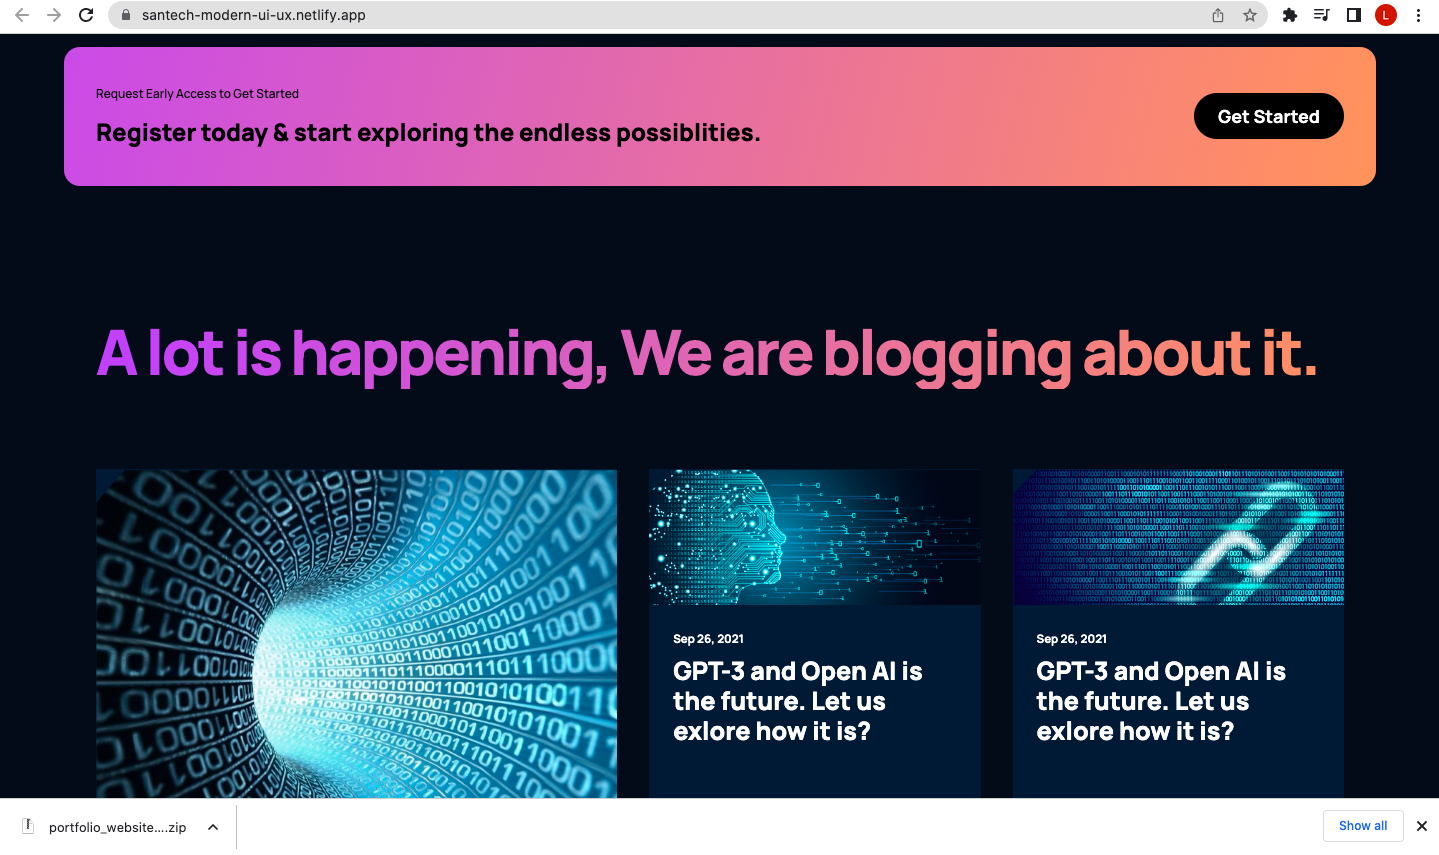 santech-modern-ui-ux.netlify.app
L
Request Early Access to Get Started
Register today & start exploring the endless possiblities.
Get Started
A lot is happening, We are blogging about it.
Sep 26, 2021
GPT-3 and Open AI is
the future. Let us
exlore how it is?
Sep 26, 2021
GPT-3 and Open AI is
the future. Let us
exlore how it is?
portfolio_website....zip
Show all